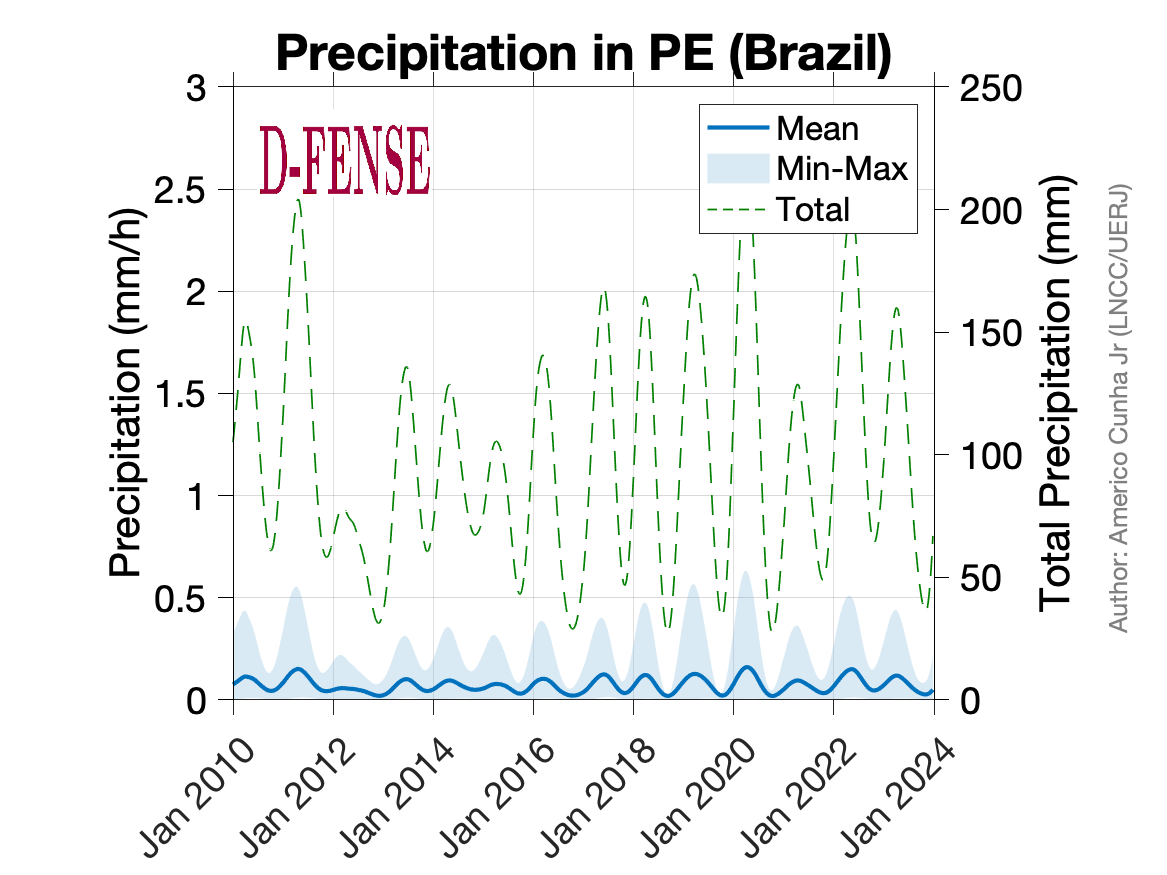 Precipitation in PE (Brazil)
D-FENSE
Mean
Min-Max
Total
Precipitation (mm/h)
3
2.5
2
1.5
1
0.5
0
Total Precipitation (mm)
250
200
150
100
50
0
Jan 2010
Jan 2012
Jan 2014
Jan 2016
Jan 2018
Jan 2020
Jan 2022
Jan 2024
Author: Americo Cunha Jr (LNCC/UERJ)